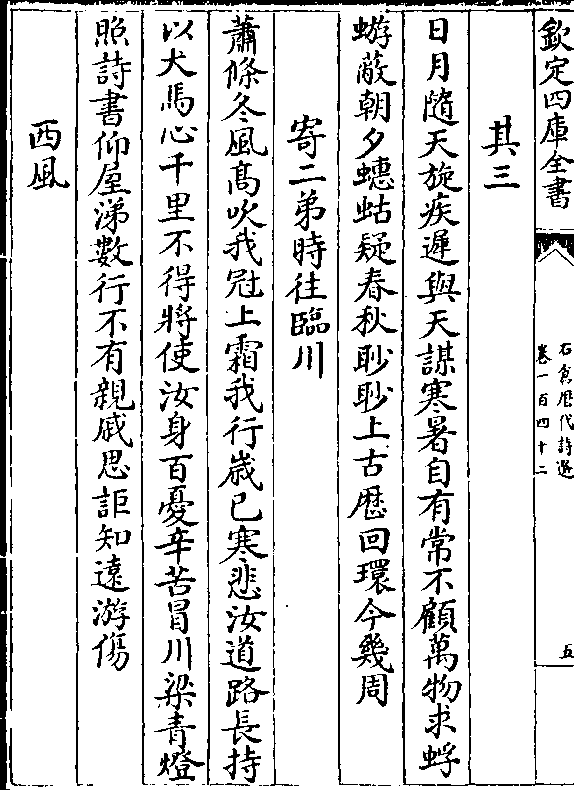 欽定四庫全書
石倉歴代詩選
卷一百四十二
五
其三
日月隨天旋疾遲與天謀寒暑自有常不顧萬物求蜉
蝣蔽朝夕蟪蛄疑春秋眇眇上古歴回環今幾周
寄二弟時往臨川
蕭條冬風髙吹我冠上霜我行嵗已寒悲汝道路長持
以犬馬心千里不得將使汝身百憂辛苦冒川梁青燈
照詩書仰屋涕數行不有親戚思詎知逺游傷
西風